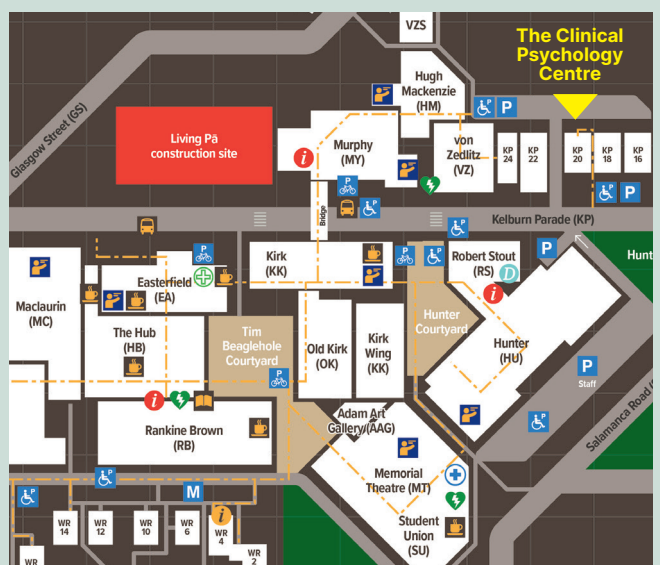 VZS
The Clinical
Psychology
Centre
Hugh
Mackenzie
(HM)
Glasgow Street (GS)
Living Pā
construction site
Murphy
(MY)
von
Zedlitz
(VZ)
KP
24
KP
22
KP
20
KP
18
KP
16
P
P
P
i
P
P
P
P
Bridge
Kelburn Parade (KP)
P
P
P
P
P
Kirk
(KK)
Robert Stout
(RS)
D
Hunt
Maclaurin
(MC)
Easterfield
(EA)
i
The Hub
(HB)
Tim
Beaglehole
Courtyard
Old Kirk
(OK)
Kirk
Wing
(KK)
Hunter
Courtyard
Hunter
(HU)
P
P
Staff
i
Rankine Brown
(RB)
Adam Art
Gallery (AAG)
P
Salamanca Road (
Memorial
Theatre (MT)
P
P
M
Student
Union
(SU)
WR
14
WR
12
WR
10
WR
6
i
WR
4
WR
WR
2